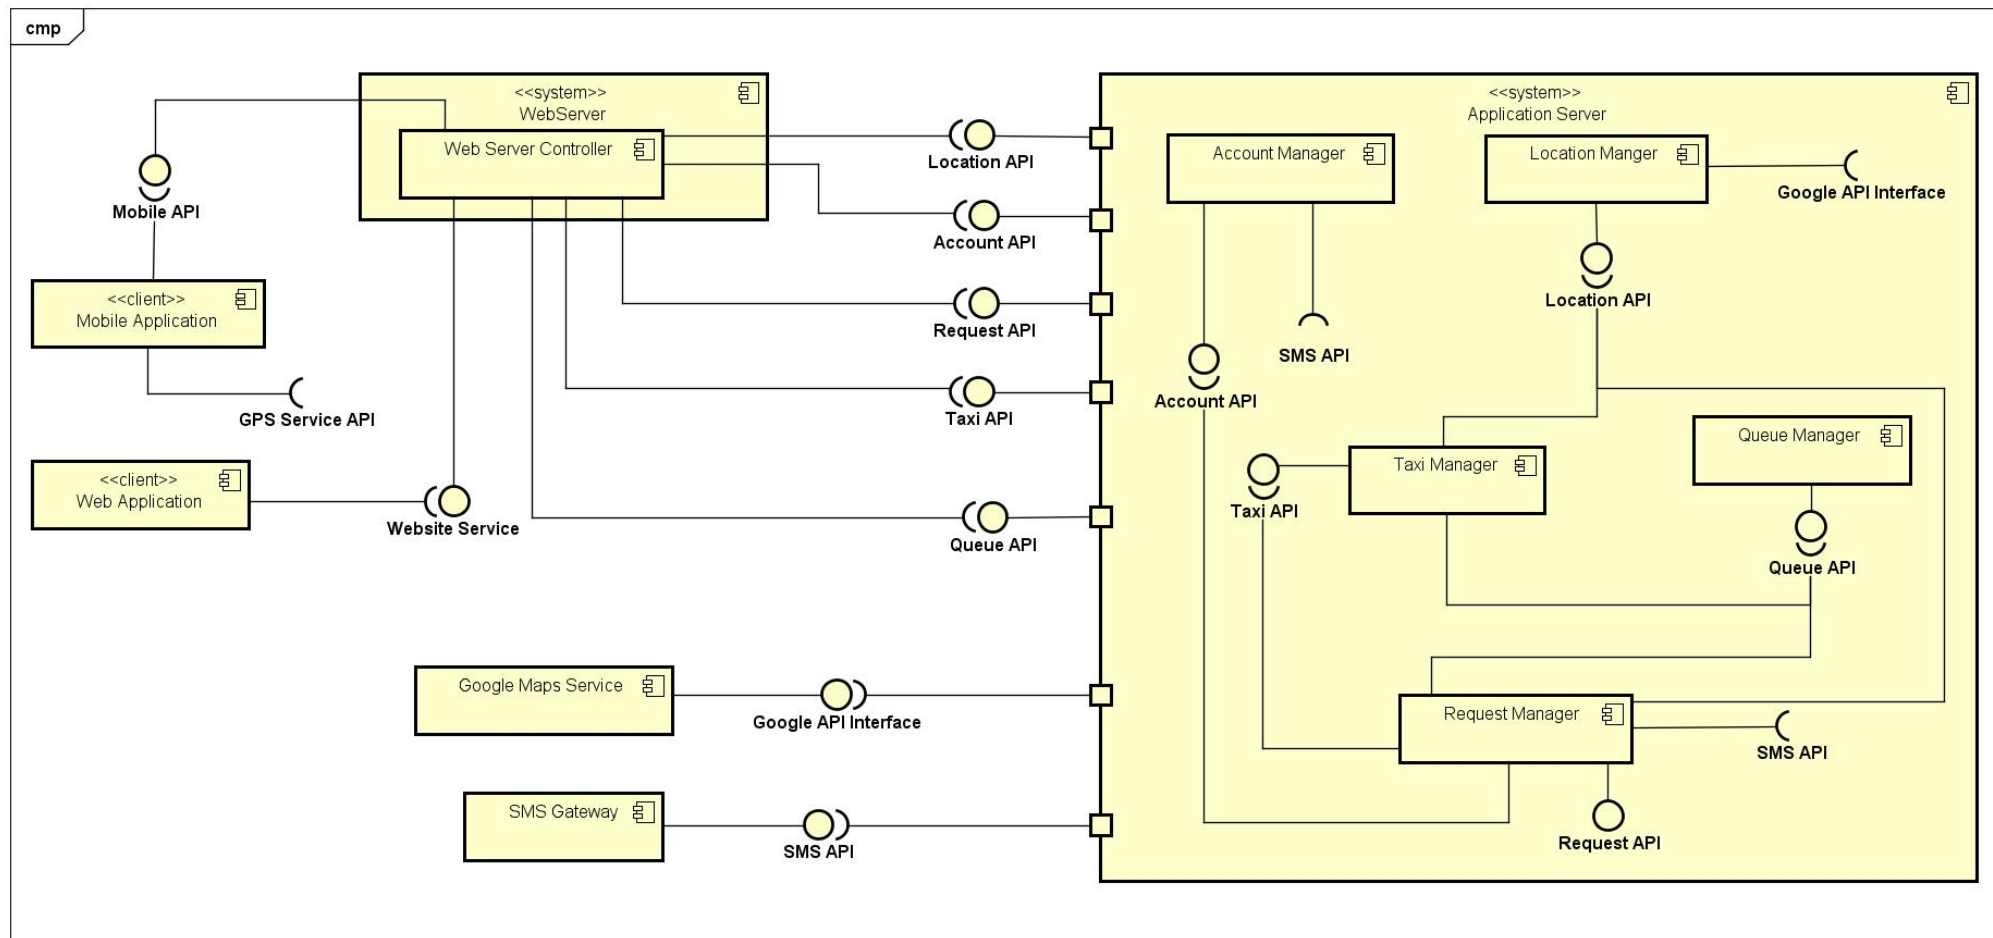 cmp
<<system>>
WebServer
Web Server Controller
Mobile API
<<client>>
Mobile Application
GPS Service API
<<client>>
Web Application
Website Service
Location API
Account API
Request API
Taxi API
Queue API
Google Maps Service
Google API Interface
SMS Gateway
SMS API
<<system>>
Application Server
Account Manager
Location Manger
Google API Interface
Location API
SMS API
Account API
Queue Manager
Taxi Manager
Taxi API
Queue API
Request Manager
SMS API
Request API